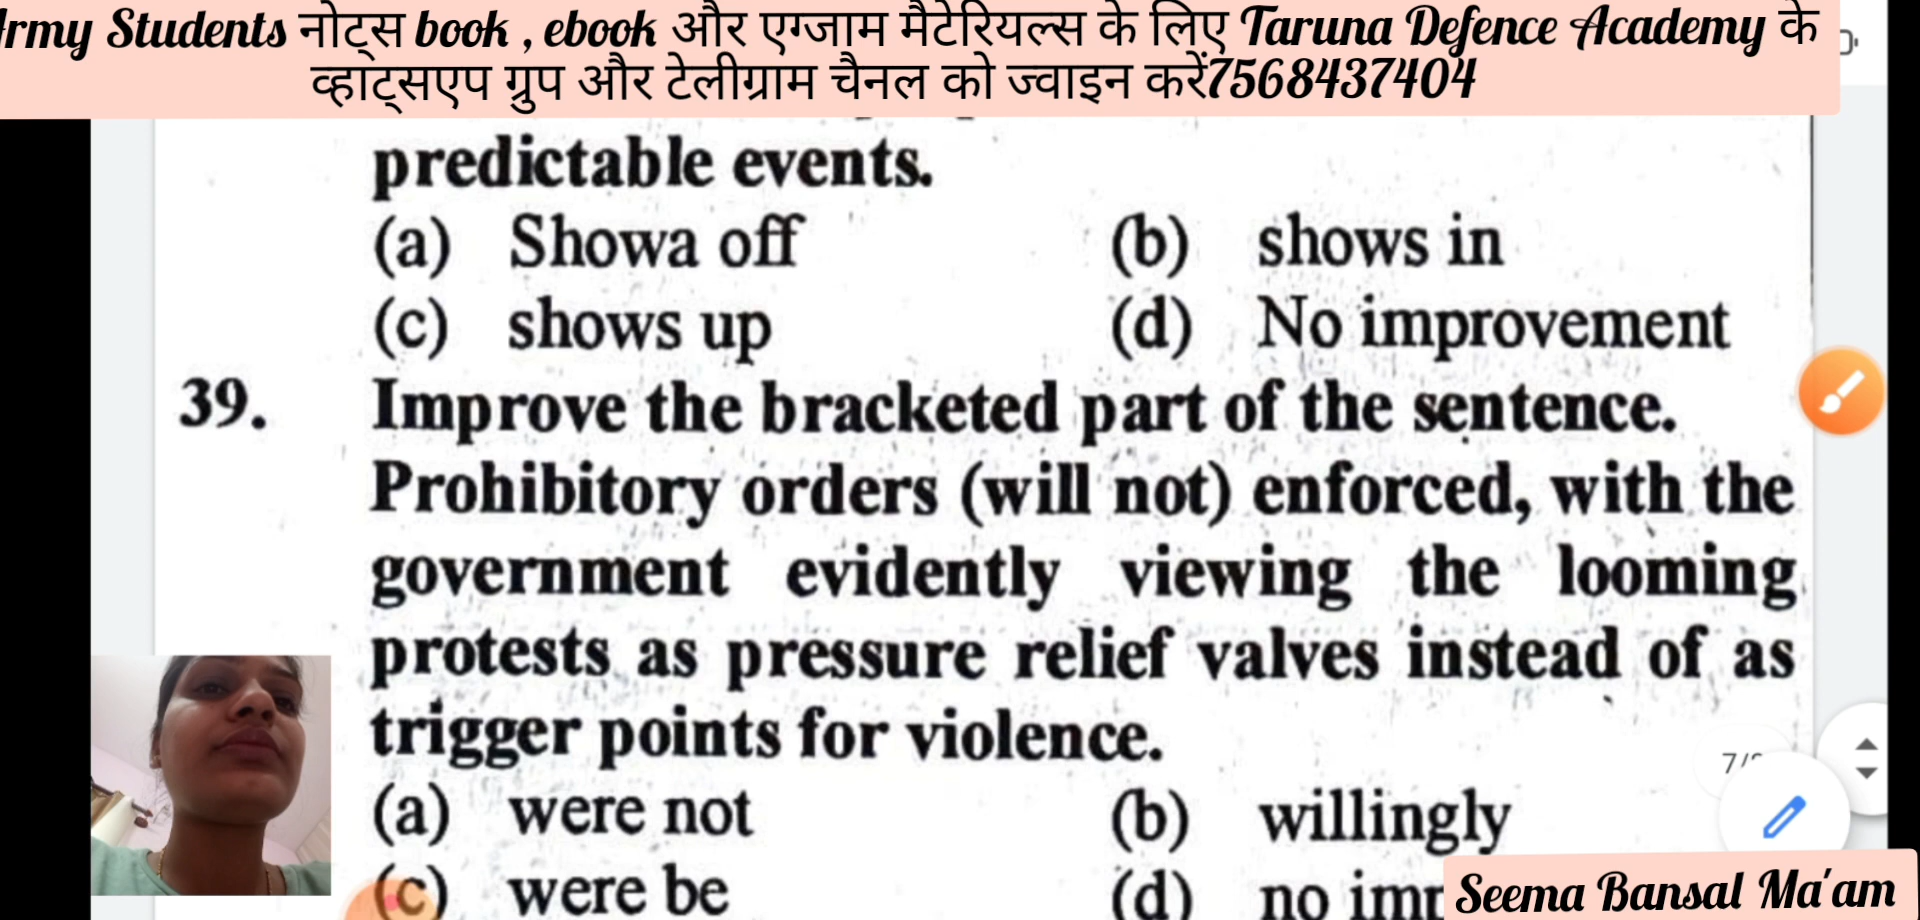 Students नोट्स book , ebook और एग्जाम मैटेरियल्स के लिए Taruna Defence Academy के
व्हाट्सएप ग्रुप और टेलीग्राम चैनल को ज्वाइन करें7568437404
predictable events.
(a) Showa off (b) shows in
(c) shows up (d) No improvement
39. Improve the bracketed part of the sentence.
Prohibitory orders (will not) enforced, with the
government evidently viewing the looming
protests as pressure relief valves instead of as
trigger points for violence.
7/
(a) were not (b) willingly
(c) were be (d) no
Seema Bansal Ma'am